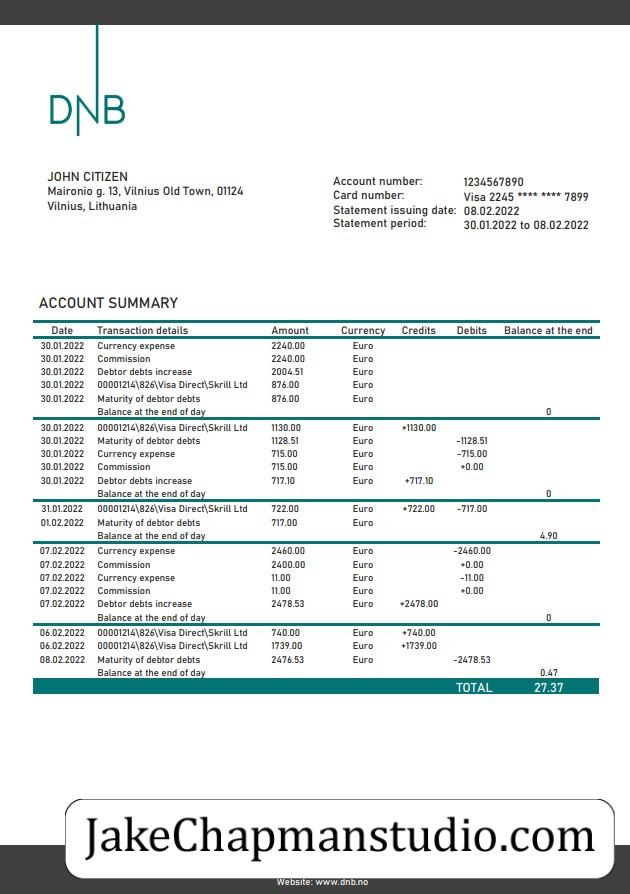 DNB
JOHN CITIZEN
Maironio g. 13, Vilnius Old Town, 01124
Vilnius, Lithuania
Account number: 1234567890
Card number: Visa 2245 **** **** 7899
Statement issuing date: 08.02.2022
Statement period: 30.01.2022 to 08.02.2022
ACCOUNT SUMMARY
Date Transaction details Amount Currency Credits Debits Balance at the end
30.01.2022 Currency expense 2240.00 Euro
30.01.2022 Commission 2240.00 Euro
30.01.2022 Debtor debts increase 2004.51 Euro
30.01.2022 00001214\826\Visa Direct\Skrill Ltd 876.00 Euro
30.01.2022 Maturity of debtor debts 876.00 Euro
Balance at the end of day 0
30.01.2022 00001214\826\Visa Direct\Skrill Ltd 1130.00 Euro +1130.00
30.01.2022 Maturity of debtor debts 1128.51 Euro -1128.51
30.01.2022 Currency expense 715.00 Euro -715.00
30.01.2022 Commission 715.00 Euro +0.00
30.01.2022 Debtor debts increase 717.10 Euro +717.10
Balance at the end of day 0
31.01.2022 00001214\826\Visa Direct\Skrill Ltd 722.00 Euro +722.00 -717.00
01.02.2022 Maturity of debtor debts 717.00 Euro
Balance at the end of day 4.90
07.02.2022 Currency expense 2460.00 Euro -2460.00
07.02.2022 Commission 2400.00 Euro +0.00
07.02.2022 Currency expense 11.00 Euro -11.00
07.02.2022 Commission 11.00 Euro +0.00
07.02.2022 Debtor debts increase 2478.53 Euro +2478.00
Balance at the end of day 0
06.02.2022 00001214\826\Visa Direct\Skrill Ltd 740.00 Euro +740.00
06.02.2022 00001214\826\Visa Direct\Skrill Ltd 1739.00 Euro +1739.00
08.02.2022 Maturity of debtor debts 2476.53 Euro -2478.53
Balance at the end of day 0.47
TOTAL 27.37
JakeChapmanstudio.com
Website: www.dnb.no